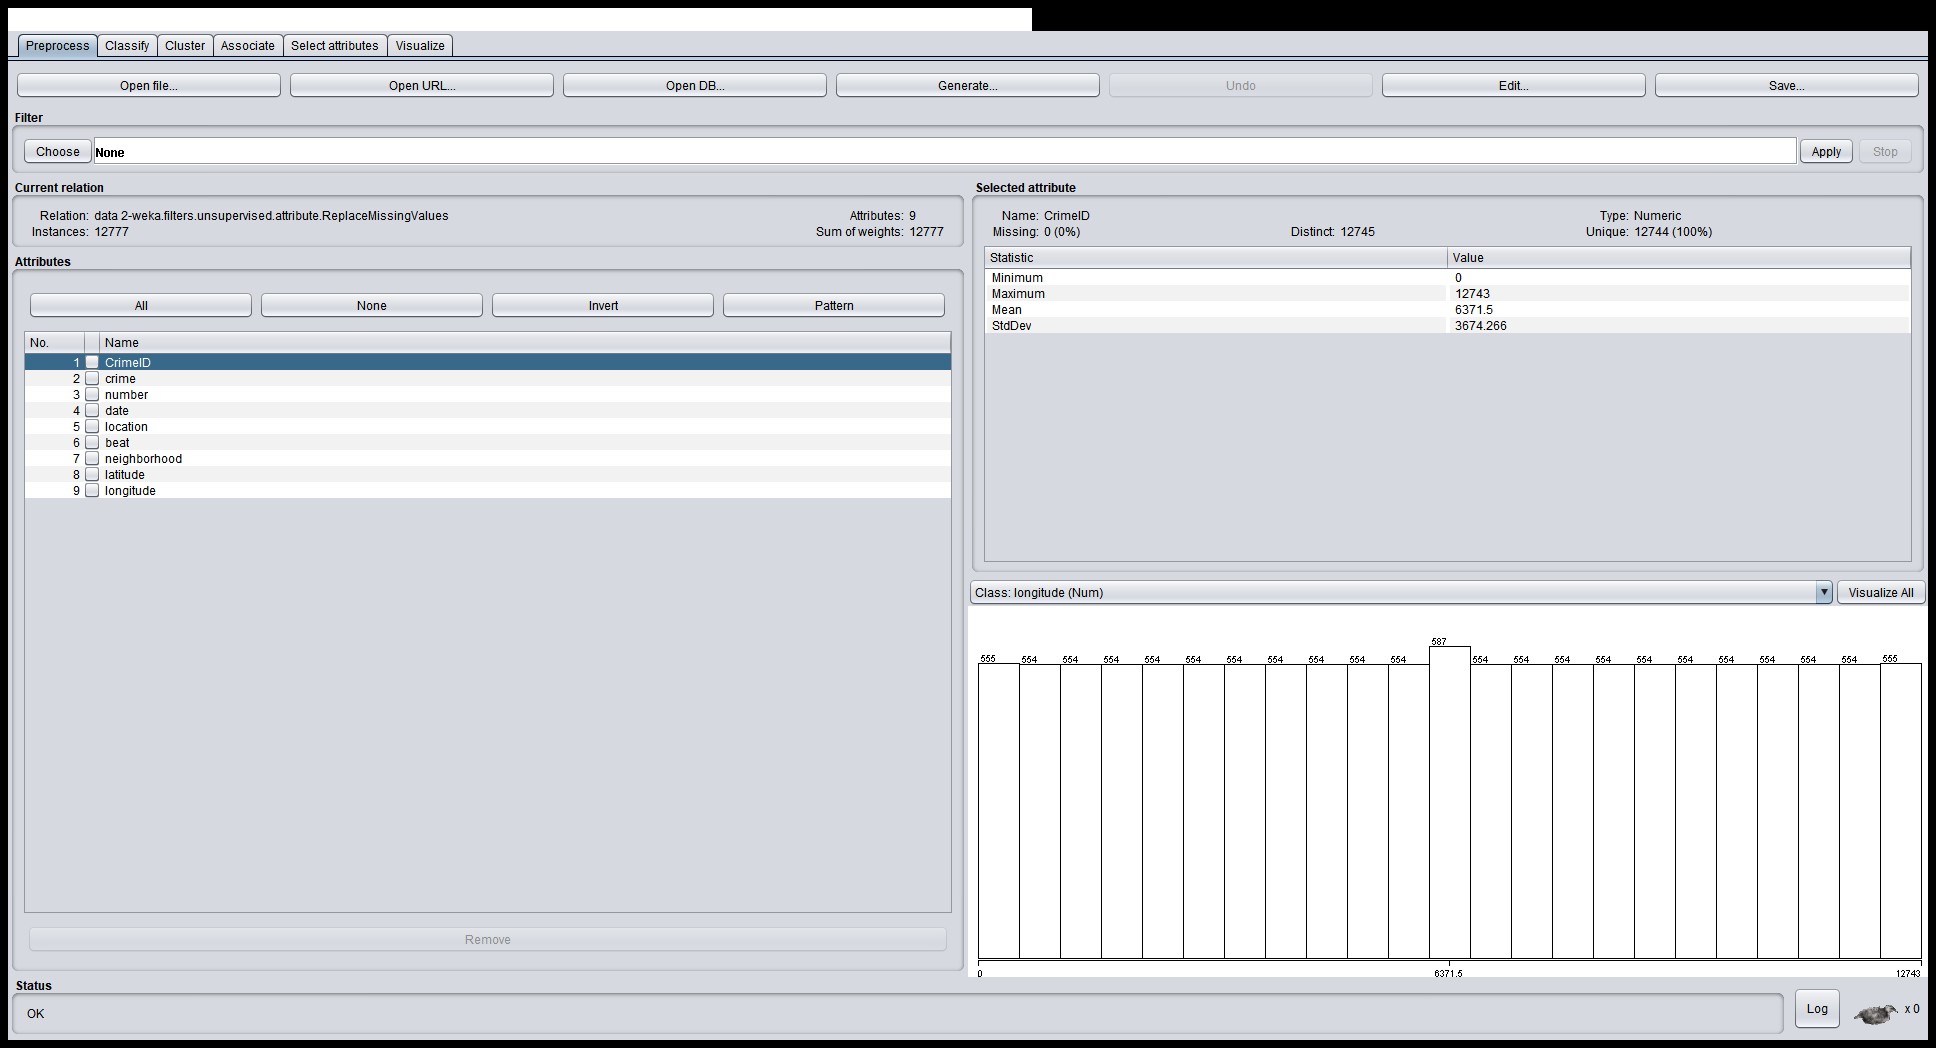 Preprocess Classify Cluster Associate Select attributes Visualize
Open file... Open URL... Open DB... Generate... Undo Edit... Save...
Filter
Choose None Apply Stop
Current relation
Relation: data 2-weka.filters.unsupervised.attribute.ReplaceMissingValues Attributes: 9
Instances: 12777 Sum of weights: 12777
Attributes
All None Invert Pattern
No. Name
1 CrimeID
2 crime
3 number
4 date
5 location
6 beat
7 neighborhood
8 latitude
9 longitude
Remove
Selected attribute
Name: CrimeID Type: Numeric
Missing: 0 (0%) Distinct: 12745 Unique: 12744 (100%)
Statistic Value
Minimum 0
Maximum 12743
Mean 6371.5
StdDev 3674.266
Class: longitude (Num) Visualize All
587
555 554 554 554 554 554 554 554 554 554 554 554 554 554 554 554 554 554 554 554 554 555
0 6371.5 12743
Status
OK Log x 0